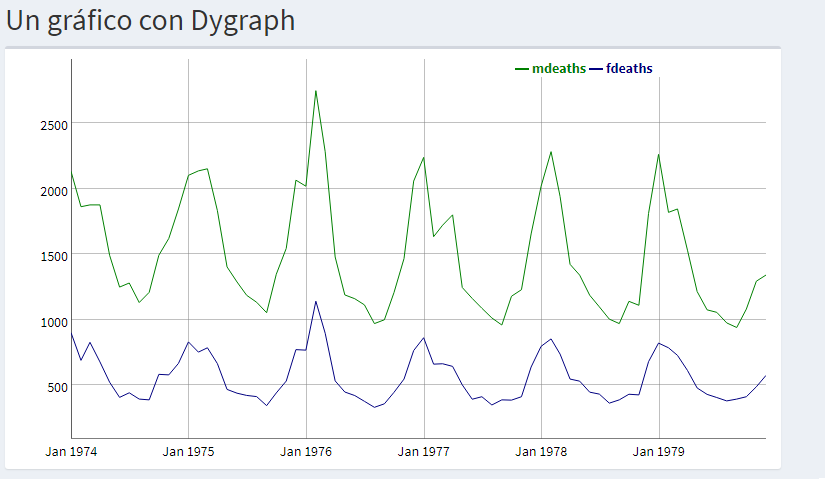 Un gráfico con Dygraph
mdeaths fdeaths
2500
2000
1500
1000
500
Jan 1974 Jan 1975 Jan 1976 Jan 1977 Jan 1978 Jan 1979